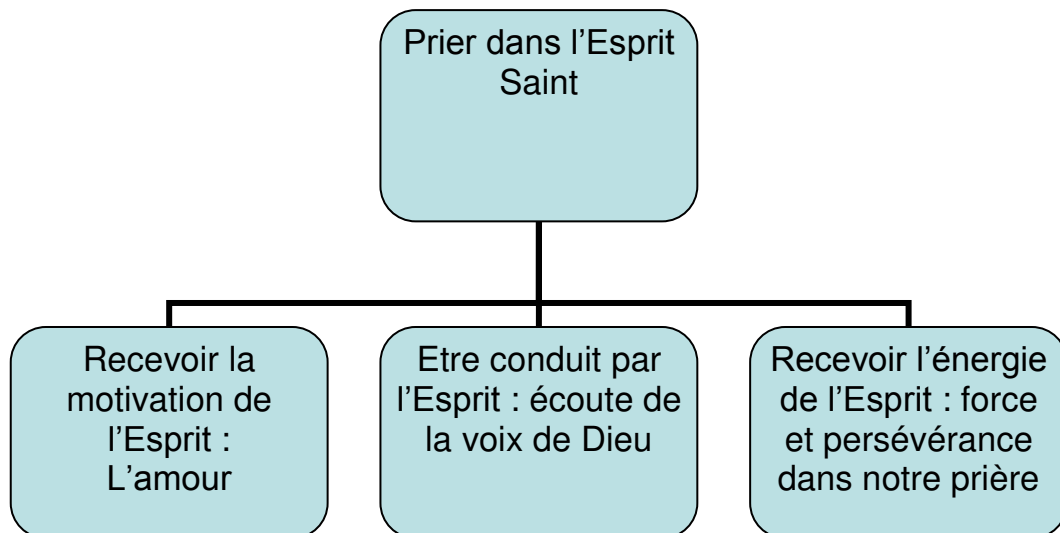 Prier dans l’Esprit
Saint
Recevoir la
motivation de
l’Esprit :
L’amour
Etre conduit par
l’Esprit : écoute de
la voix de Dieu
Recevoir l’énergie
de l’Esprit : force
et persévérance
dans notre prière